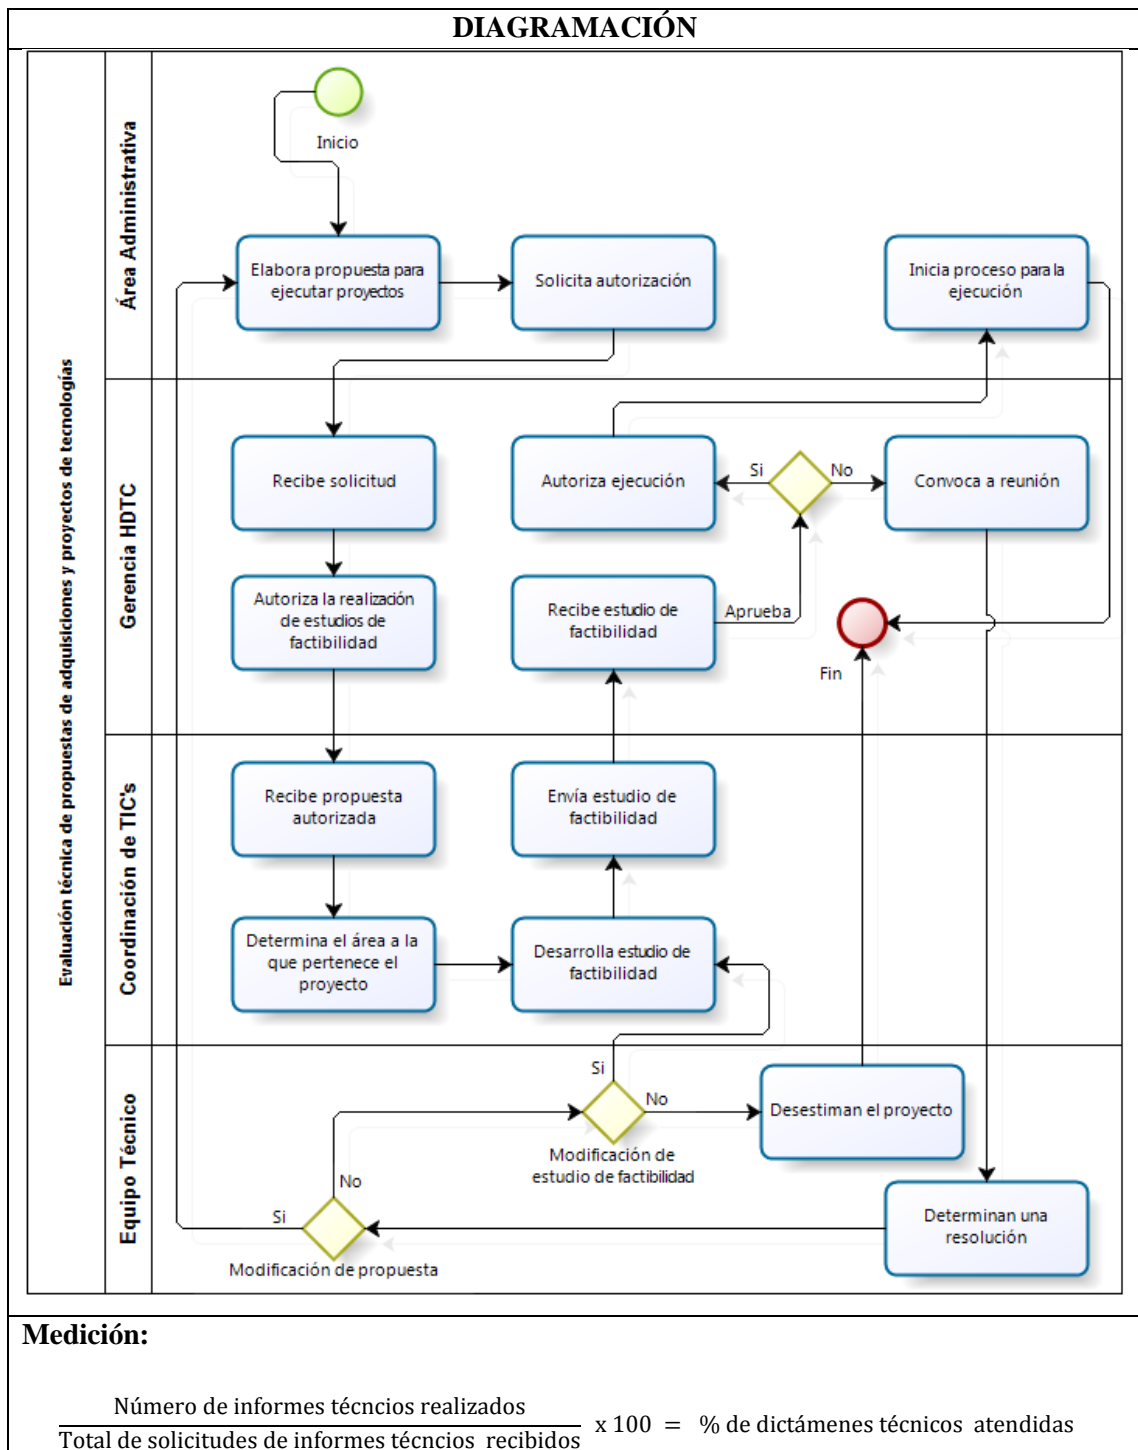 DIAGRAMACIÓN
Evaluación técnica de propuestas de adquisiciones y proyectos de tecnologías
Área Administrativa
Inicio
Elabora propuesta para
ejecutar proyectos
Solicita autorización
Inicia proceso para la
ejecución
Gerencia HDTC
Recibe solicitud
Autoriza ejecución
Si
No
Convoca a reunión
Autoriza la realización
de estudios de
factibilidad
Recibe estudio de
factibilidad
Aprueba
Fin
Coordinación de TIC's
Recibe propuesta
autorizada
Envía estudio de
factibilidad
Determina el área a la
que pertenece el
proyecto
Desarrolla estudio de
factibilidad
Equipo Técnico
Si
No
Desestiman el proyecto
Modificación de
estudio de factibilidad
No
Si
Modificación de propuesta
Determinan una
resolución
Medición:
Número de informes técncios realizados
Total de solicitudes de informes técncios recibidos
x 100 = % de dictámenes técnicos atendidas